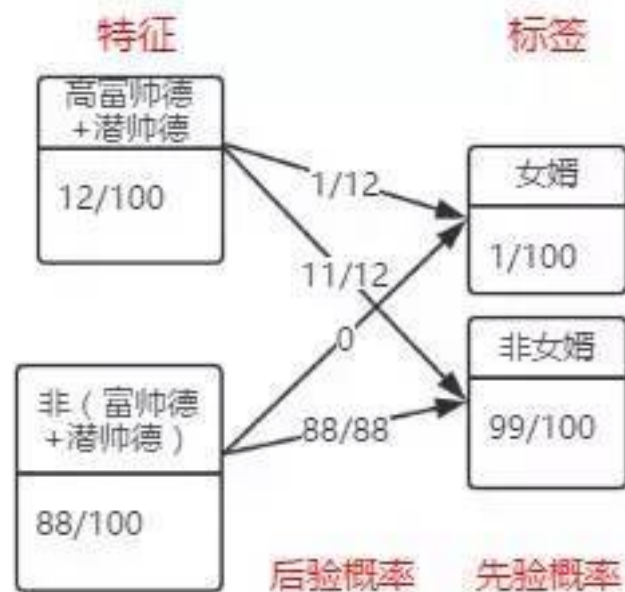 特征
标签
高富帅德
+潜帅德
12/100
1/12
女婿
1/100
11/12
0
非女婿
99/100
非（富帅德
+潜帅德）
88/100
88/88
后验概率
先验概率